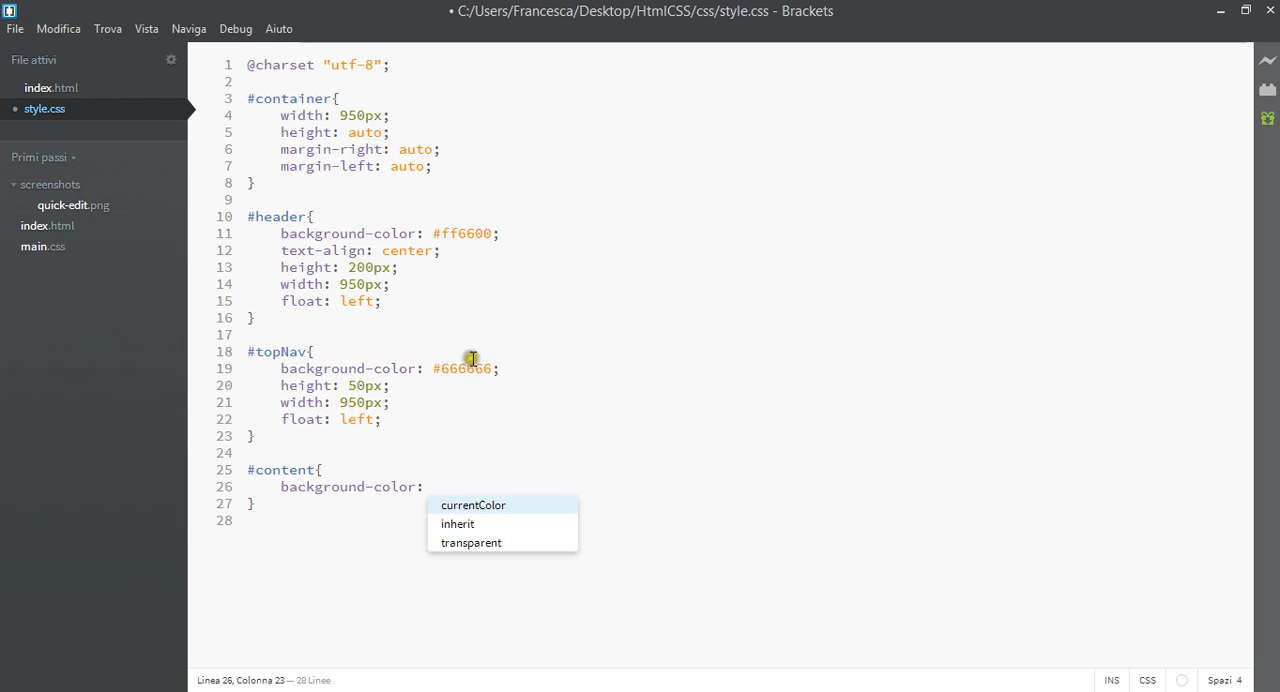 • C:/Users/Francesca/Desktop/HtmlCSS/css/style.css - Brackets
File Modifica Trova Vista Naviga Debug Aiuto
File attivi
index.html
• style.css
Primi passi
screenshots
quick-edit.png
index.html
main.css
1 @charset "utf-8";
2
3 #container{
4 width: 950px;
5 height: auto;
6 margin-right: auto;
7 margin-left: auto;
8 }
9
10 #header{
11 background-color: #ff6600;
12 text-align: center;
13 height: 200px;
14 width: 950px;
15 float: left;
16 }
17
18 #topNav{
19 background-color: #666666;
20 height: 50px;
21 width: 950px;
22 float: left;
23 }
24
25 #content{
26 background-color:
27 }
28
currentColor
inherit
transparent
Linea 26, Colonna 23 — 28 Linee
INS CSS Spazi 4